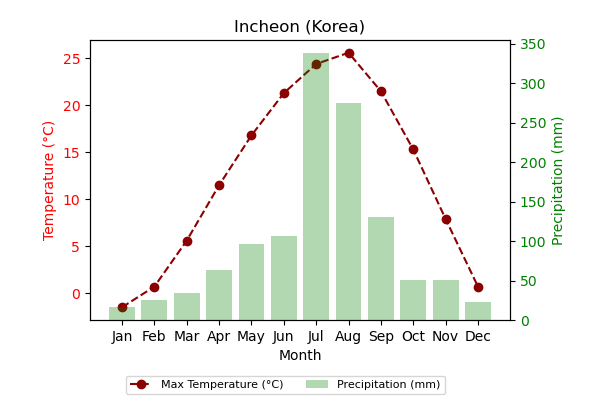 Incheon (Korea)
Temperature (°C)
25
20
15
10
5
0
350
300
250
200
150
100
50
0
Precipitation (mm)
Jan Feb Mar Apr May Jun Jul Aug Sep Oct Nov Dec
Month
Max Temperature (°C) Precipitation (mm)